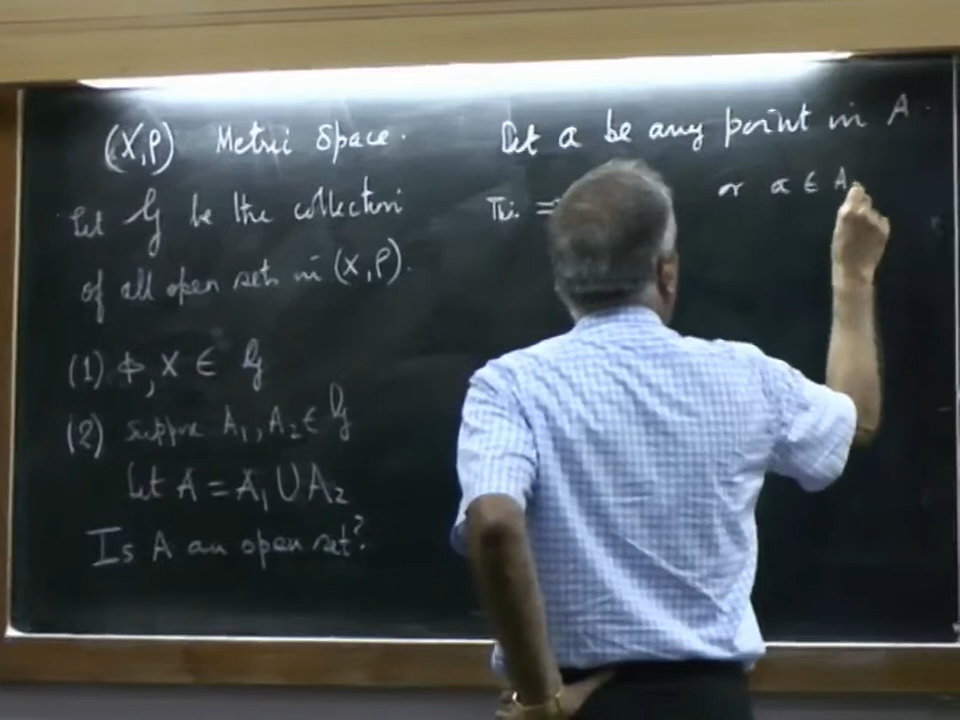 (X,ρ) Metric Space.
Let G be the collection
of all open sets in (X,ρ).
(1) Φ, X ∈ G
(2) Suppose A₁, A₂ ∈ G
Let A = A₁ ∪ A₂
Is A an open set?
Let a be any point in A.
⇒ or a ∈ A